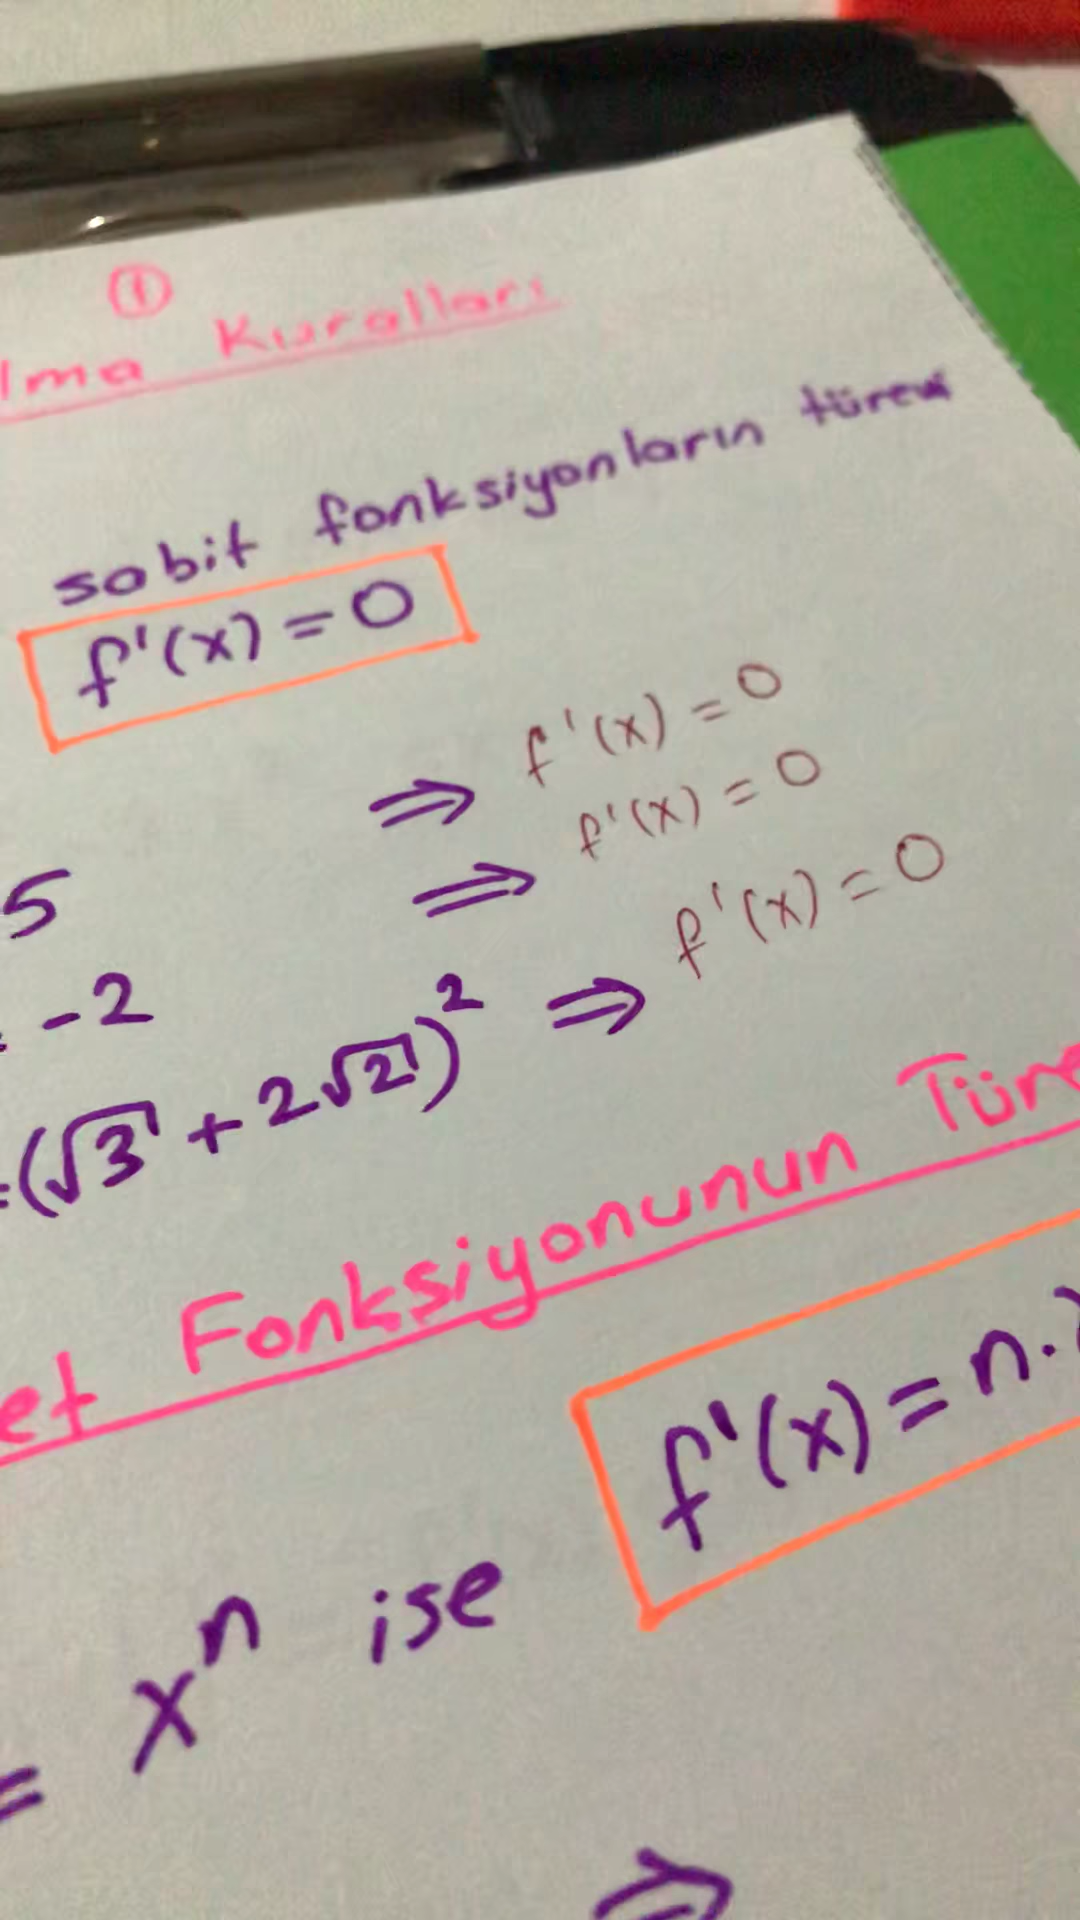 ①
lma Kuralları
sabit fonksiyonların türevi
f'(x) = 0
5 ⇒ f'(x) = 0
= -2 ⇒ f'(x) = 0
=(√3 + 2√2)² ⇒ f'(x) = 0
et Fonksiyonunun Türe
= xⁿ ise f'(x) = n.
⇒